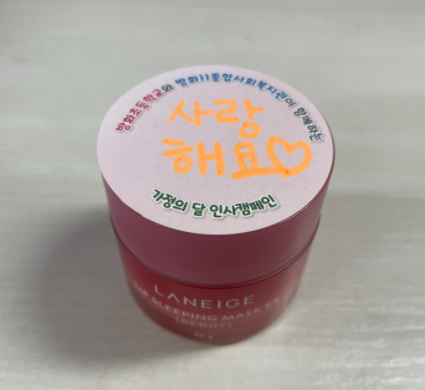 방화초등학교와 방화11종합사회복지관이 함께하는
사랑
해요♡
가정의 달 인사캠페인
LANEIGE
LIP SLEEPING MASK EX
[BERRY]
20g